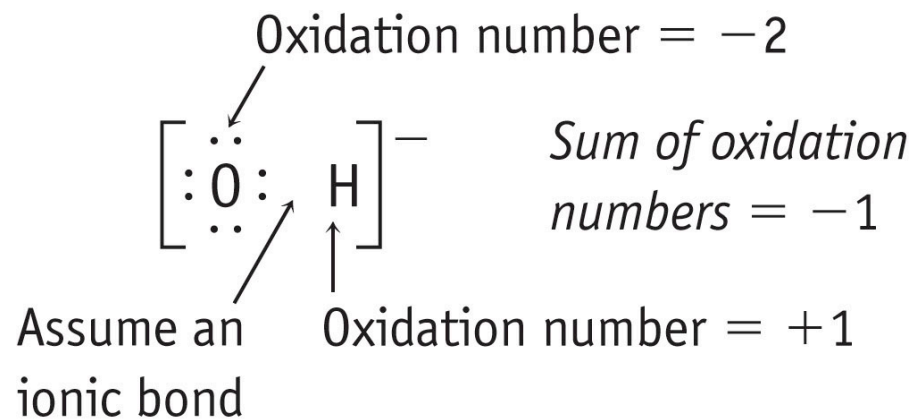 Oxidation number = −2
[:Ö: H]−
Sum of oxidation
numbers = −1
Assume an
ionic bond
Oxidation number = +1